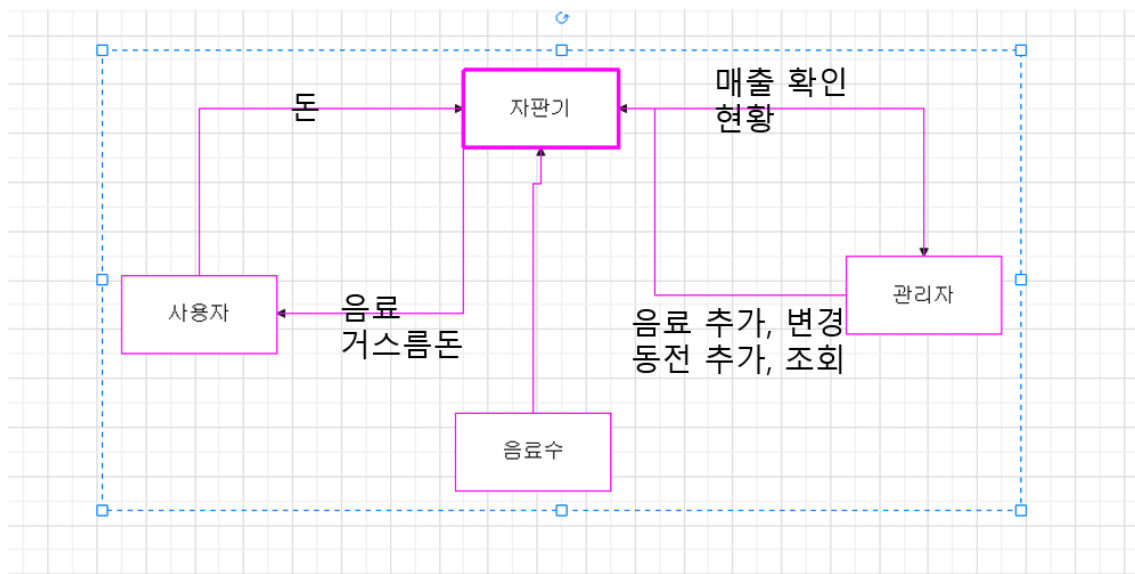 자판기
돈
매출 확인
현황
사용자
음료
거스름돈
관리자
음료 추가, 변경
동전 추가, 조회
음료수